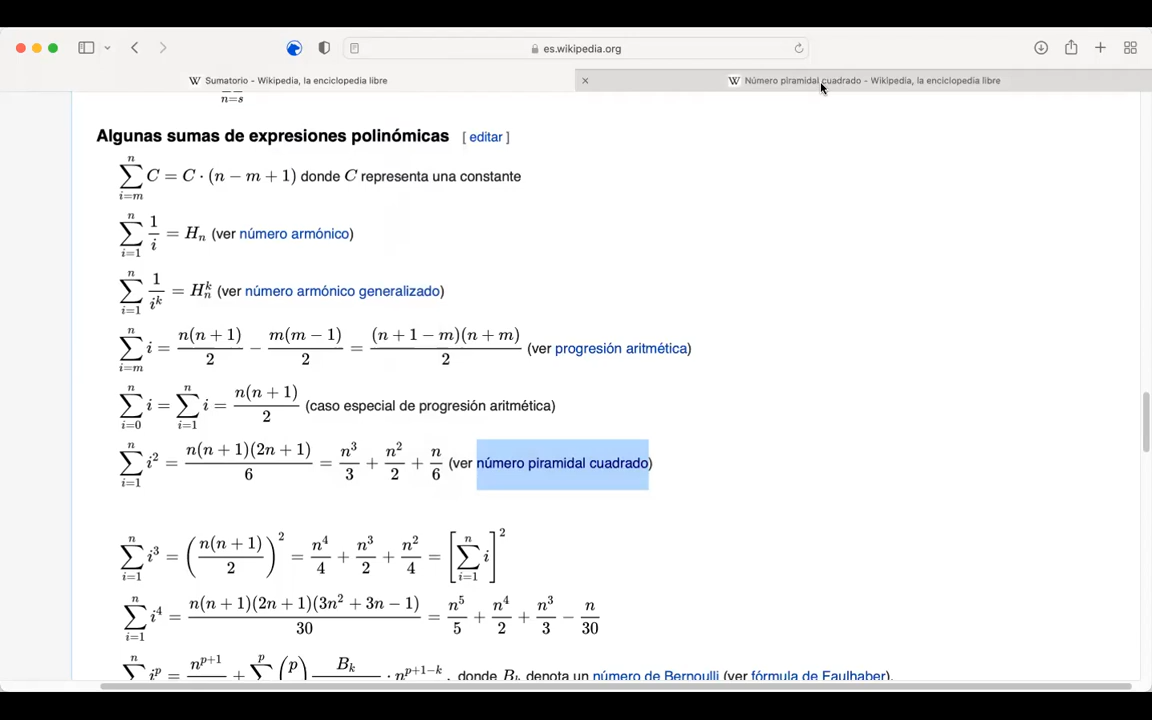 es.wikipedia.org
Sumatorio - Wikipedia, la enciclopedia libre
Número piramidal cuadrado - Wikipedia, la enciclopedia libre
n=s
Algunas sumas de expresiones polinómicas [ editar ]
∑_{i=m}^{n} C = C · (n − m + 1) donde C representa una constante
∑_{i=1}^{n} 1/i = H_n (ver número armónico)
∑_{i=1}^{n} 1/i^k = H_n^k (ver número armónico generalizado)
∑_{i=m}^{n} i = n(n + 1)/2 − m(m − 1)/2 = (n + 1 − m)(n + m)/2 (ver progresión aritmética)
∑_{i=0}^{n} i = ∑_{i=1}^{n} i = n(n + 1)/2 (caso especial de progresión aritmética)
∑_{i=1}^{n} i^2 = n(n + 1)(2n + 1)/6 = n^3/3 + n^2/2 + n/6 (ver número piramidal cuadrado)
∑_{i=1}^{n} i^3 = (n(n + 1)/2)^2 = n^4/4 + n^3/2 + n^2/4 = [∑_{i=1}^{n} i]^2
∑_{i=1}^{n} i^4 = n(n + 1)(2n + 1)(3n^2 + 3n − 1)/30 = n^5/5 + n^4/2 + n^3/3 − n/30
∑^{n} i^p = n^{p+1} + ∑^{p} (p) B_k · n^{p+1−k}, donde B_k denota un número de Bernoulli (ver fórmula de Faulhaber).